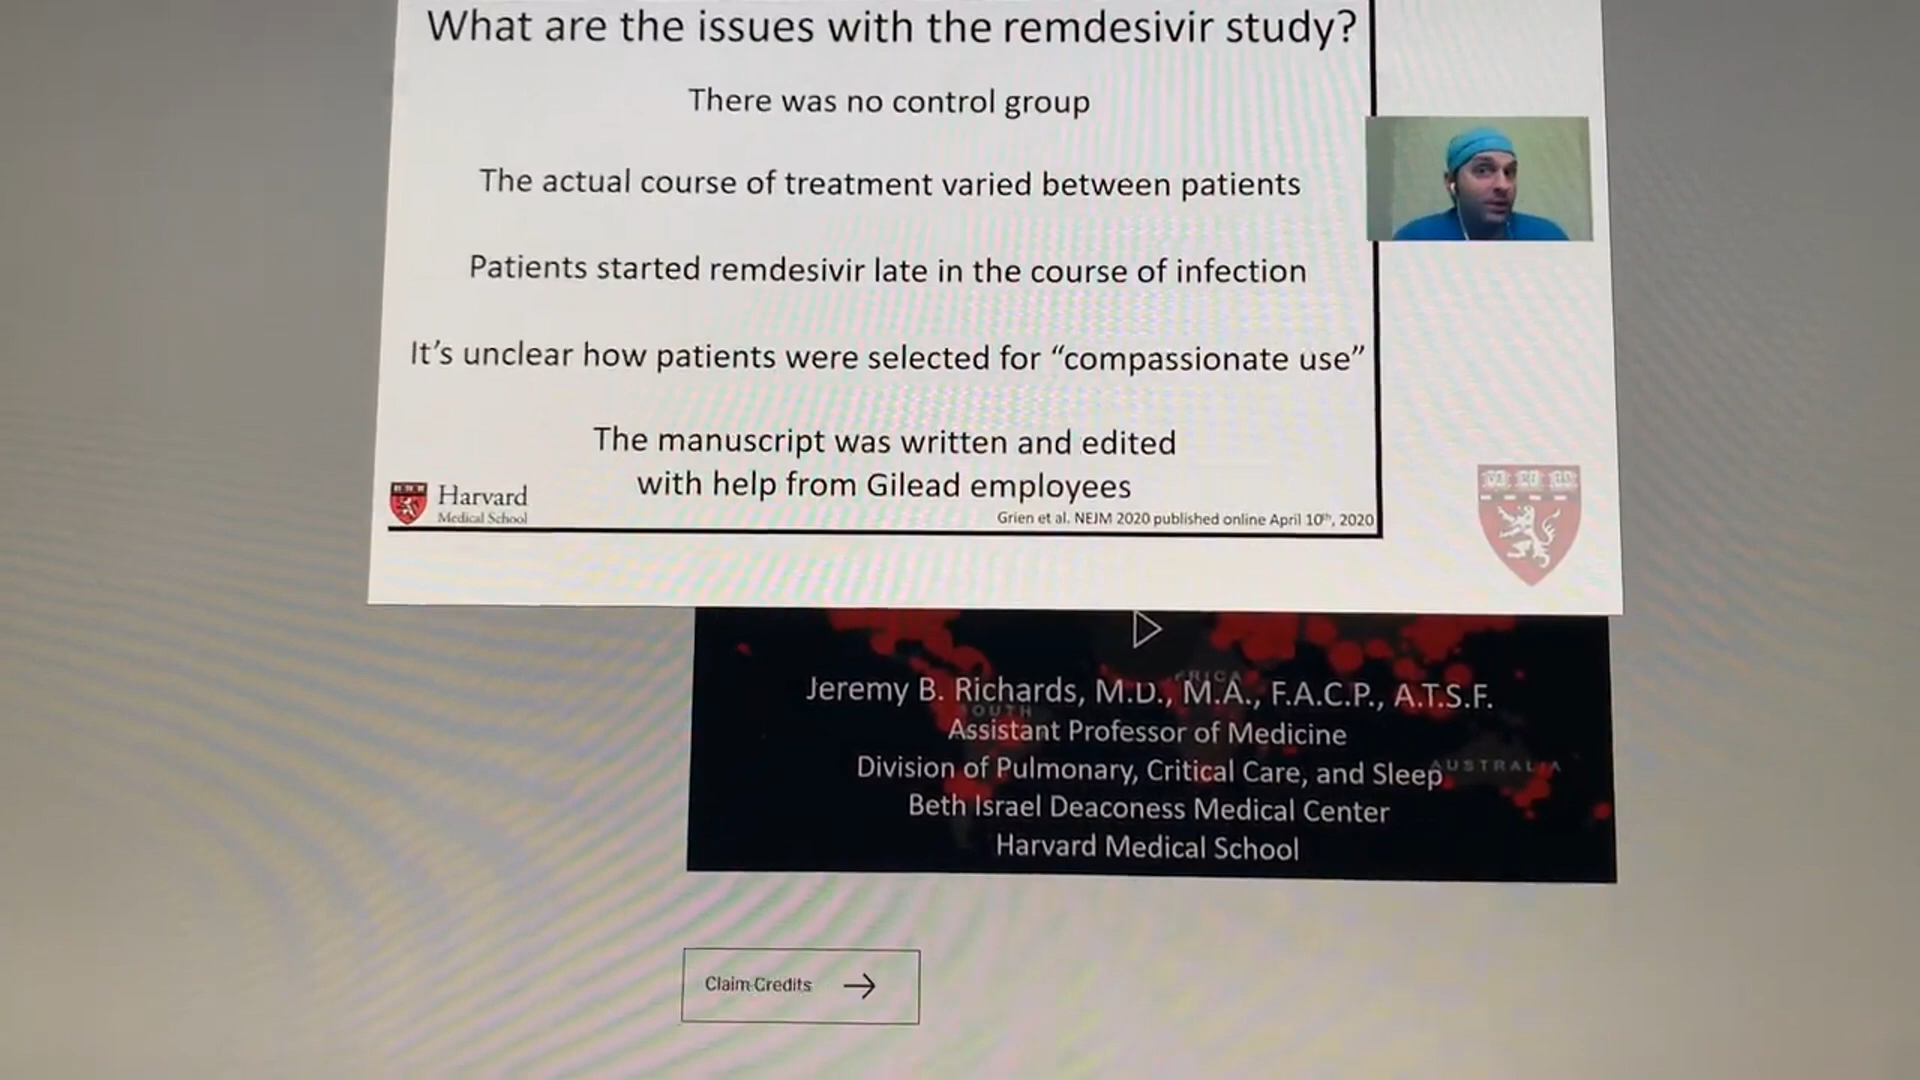 What are the issues with the remdesivir study?
There was no control group
The actual course of treatment varied between patients
Patients started remdesivir late in the course of infection
It’s unclear how patients were selected for “compassionate use”
The manuscript was written and edited
with help from Gilead employees
Harvard
Medical School
Grien et al. NEJM 2020 published online April 10th, 2020
Jeremy B. Richards, M.D., M.A., F.A.C.P., A.T.S.F.
SOUTH
Assistant Professor of Medicine
Division of Pulmonary, Critical Care, and Sleep
AUSTRALIA
Beth Israel Deaconess Medical Center
Harvard Medical School
Claim Credits